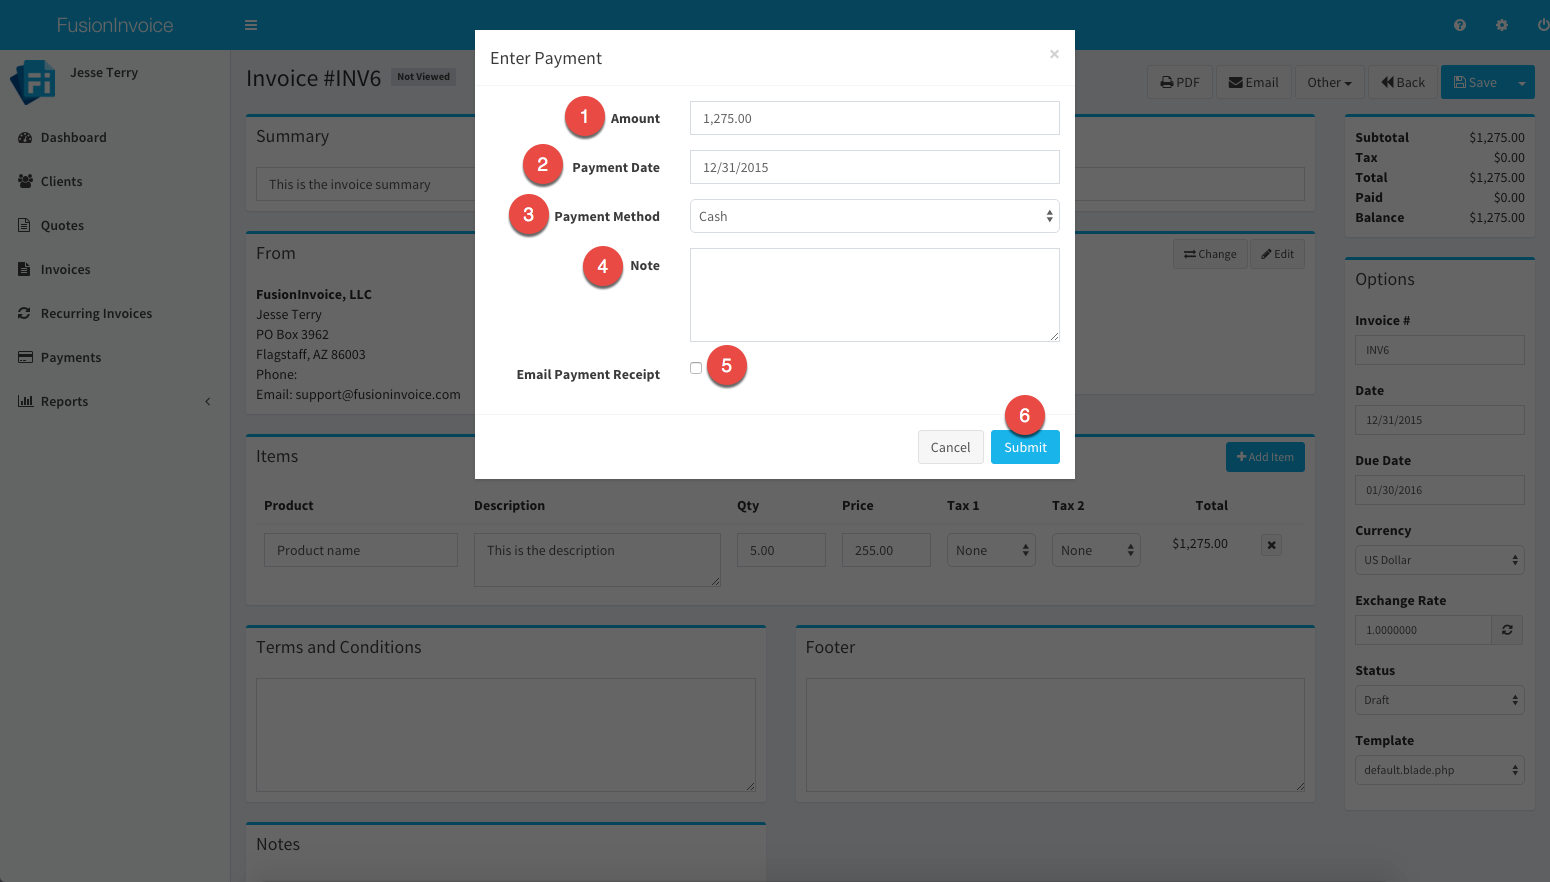 FusionInvoice
Jesse Terry
Dashboard
Clients
Quotes
Invoices
Recurring Invoices
Payments
Reports
Invoice #INV6 Not Viewed
PDF Email Other Back Save
Enter Payment ×
1 Amount 1,275.00
2 Payment Date 12/31/2015
3 Payment Method Cash
4 Note
Email Payment Receipt 5
6
Cancel Submit
Summary
This is the invoice summary
From
Change Edit
FusionInvoice, LLC
Jesse Terry
PO Box 3962
Flagstaff, AZ 86003
Phone:
Email: support@fusioninvoice.com
Items
Add Item
Product Description Qty Price Tax 1 Tax 2 Total
Product name This is the description 5.00 255.00 None None $1,275.00
Terms and Conditions
Footer
Notes
Subtotal $1,275.00
Tax $0.00
Total $1,275.00
Paid $0.00
Balance $1,275.00
Options
Invoice #
INV6
Date
12/31/2015
Due Date
01/30/2016
Currency
US Dollar
Exchange Rate
1.0000000
Status
Draft
Template
default.blade.php